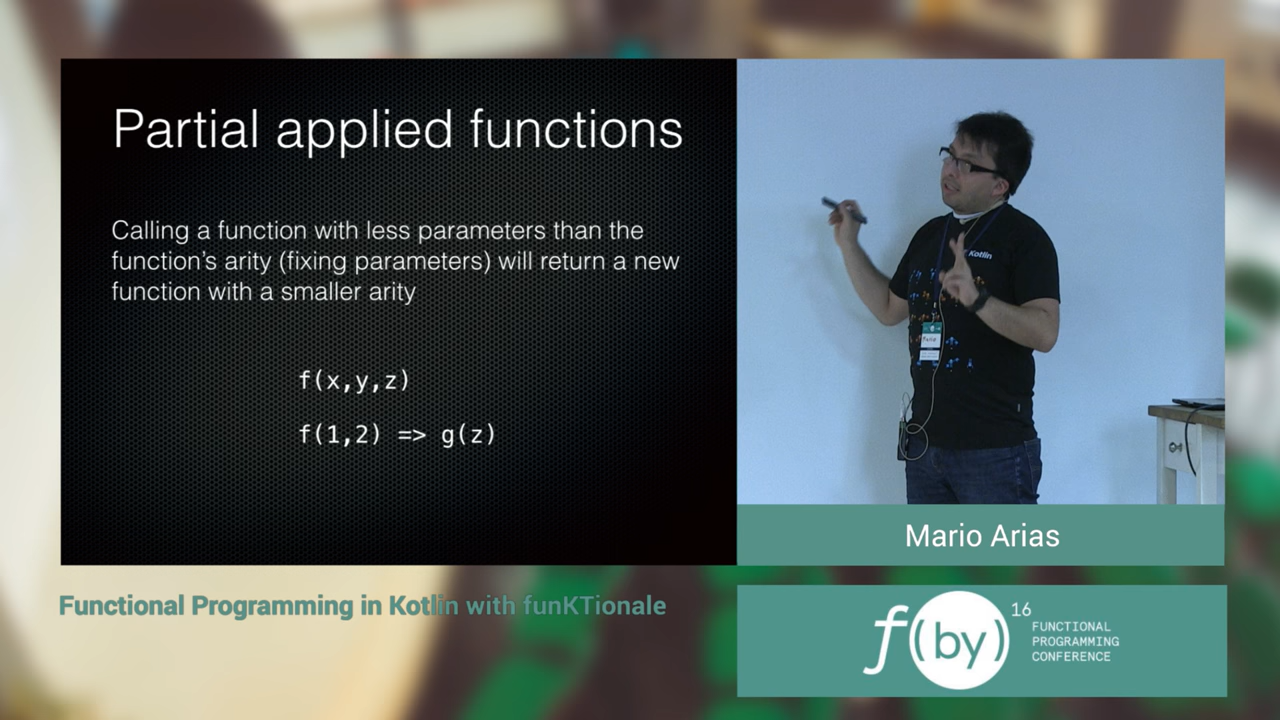 Partial applied functions
Calling a function with less parameters than the
function's arity (fixing parameters) will return a new
function with a smaller arity
f(x,y,z)
f(1,2) => g(z)
Kotlin
Mario Arias
Functional Programming in Kotlin with funKTionale
f(by) 16
FUNCTIONAL
PROGRAMMING
CONFERENCE